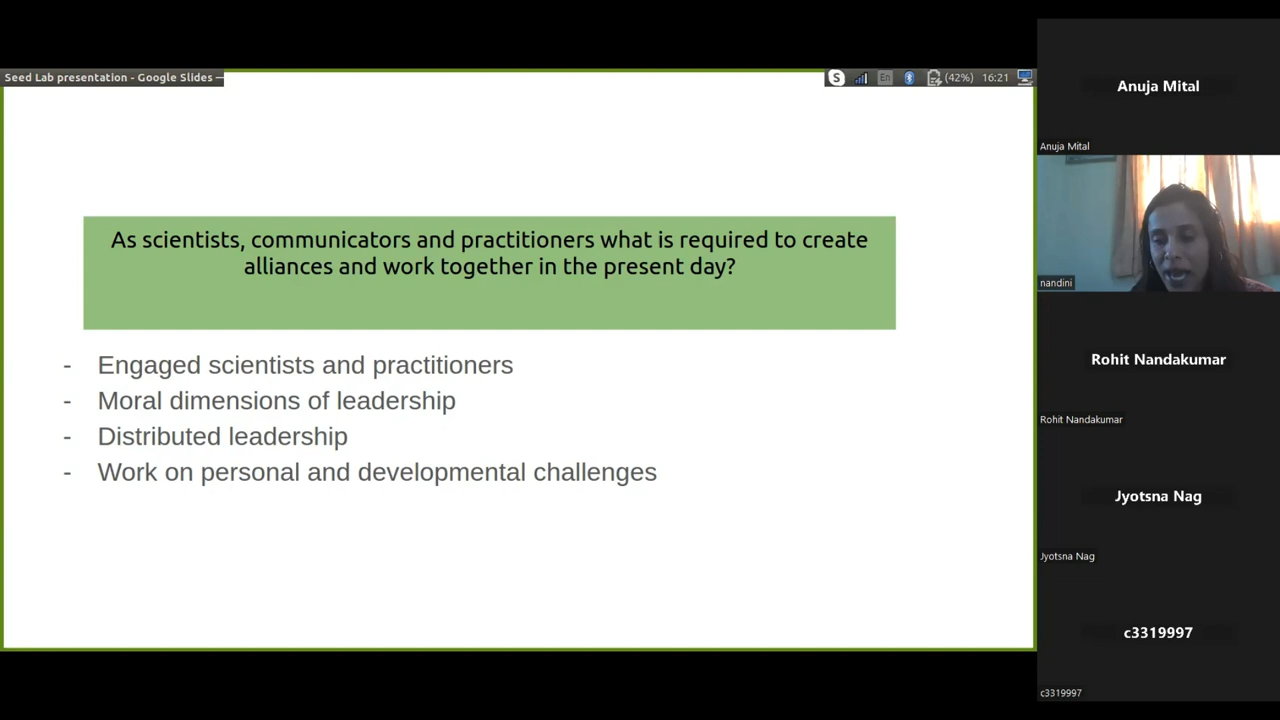 Seed Lab presentation - Google Slides —
S
En
(42%)
16:21
As scientists, communicators and practitioners what is required to create
alliances and work together in the present day?
- Engaged scientists and practitioners
- Moral dimensions of leadership
- Distributed leadership
- Work on personal and developmental challenges
Anuja Mital
Anuja Mital
nandini
Rohit Nandakumar
Rohit Nandakumar
Jyotsna Nag
Jyotsna Nag
c3319997
c3319997